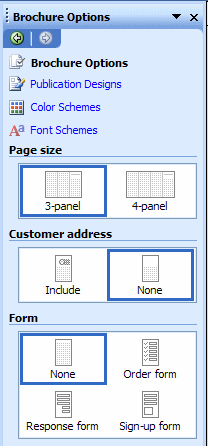 Brochure Options
Brochure Options
Publication Designs
Color Schemes
Font Schemes
Page size
3-panel
4-panel
Customer address
Include
None
Form
None
Order form
Response form
Sign-up form